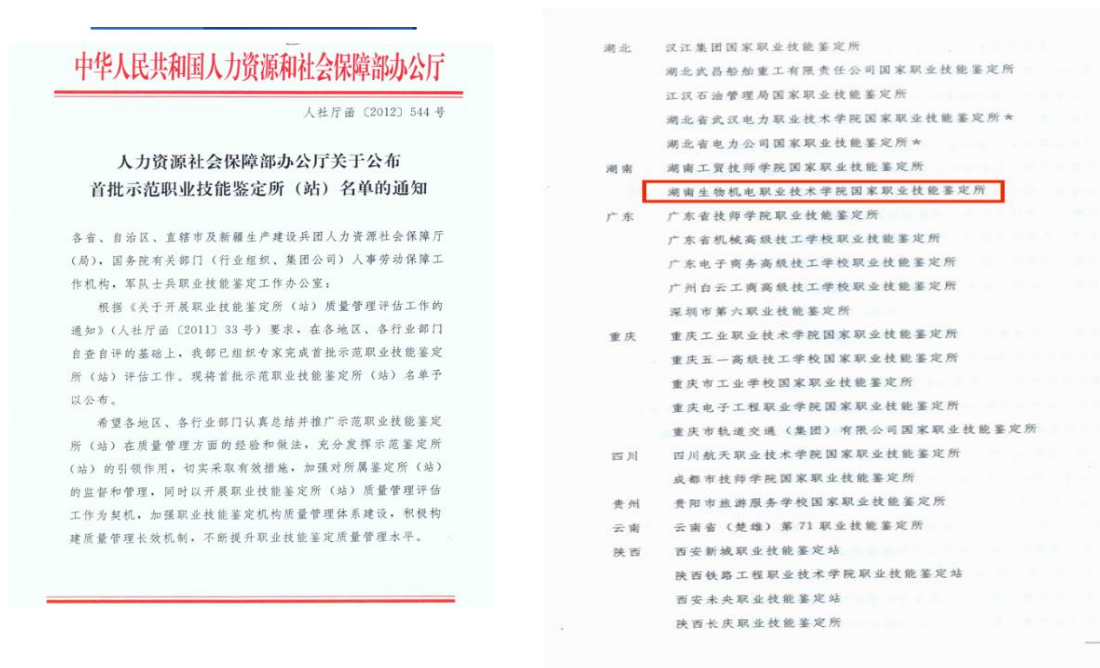 中华人民共和国人力资源和社会保障部办公厅
人社厅函〔2012〕544 号
人力资源社会保障部办公厅关于公布
首批示范职业技能鉴定所（站）名单的通知
各省、自治区、直辖市及新疆生产建设兵团人力资源社会保障厅
（局），国务院有关部门（行业组织、集团公司）人事劳动保障工
作机构，军队士兵职业技能鉴定工作办公室：
根据《关于开展职业技能鉴定所（站）质量管理评估工作的
通知》（人社厅函〔2011〕33 号）要求，在各地区、各行业部门
自查自评的基础上，我部已组织专家完成首批示范职业技能鉴定
所（站）评估工作。现将首批示范职业技能鉴定所（站）名单予
以公布。
希望各地区、各行业部门认真总结并推广示范职业技能鉴定
所（站）在质量管理方面的经验和做法，充分发挥示范鉴定所
（站）的引领作用，切实采取有效措施，加强对所属鉴定所（站）
的监督和管理，同时以开展职业技能鉴定所（站）质量管理评估
工作为契机，加强职业技能鉴定机构质量管理体系建设，积极构
建质量管理长效机制，不断提升职业技能鉴定质量管理水平。
湖北 汉江集团国家职业技能鉴定所
湖北武昌船舶重工有限责任公司国家职业技能鉴定所
江汉石油管理局国家职业技能鉴定所
湖北省武汉电力职业技术学院国家职业技能鉴定所★
湖北省电力公司国家职业技能鉴定所★
湖南 湖南工贸技师学院国家职业技能鉴定所
湖南生物机电职业技术学院国家职业技能鉴定所
广东 广东省技师学院职业技能鉴定所
广东省机械高级技工学校职业技能鉴定所
广东电子商务高级技工学校职业技能鉴定所
广州白云工商高级技工学校职业技能鉴定所
深圳市第六职业技能鉴定所
重庆 重庆工业职业技术学院国家职业技能鉴定所
重庆五一高级技工学校国家职业技能鉴定所
重庆市工业学校国家职业技能鉴定所
重庆电子工程职业学院国家职业技能鉴定所
重庆市轨道交通（集团）有限公司国家职业技能鉴定所
四川 四川航天职业技术学院国家职业技能鉴定所
成都市技师学院国家职业技能鉴定所
贵州 贵阳市旅游服务学校国家职业技能鉴定所
云南 云南省（楚雄）第 71 职业技能鉴定所
陕西 西安新城职业技能鉴定站
陕西铁路工程职业技术学院职业技能鉴定站
西安未央职业技能鉴定站
陕西长庆职业技能鉴定所